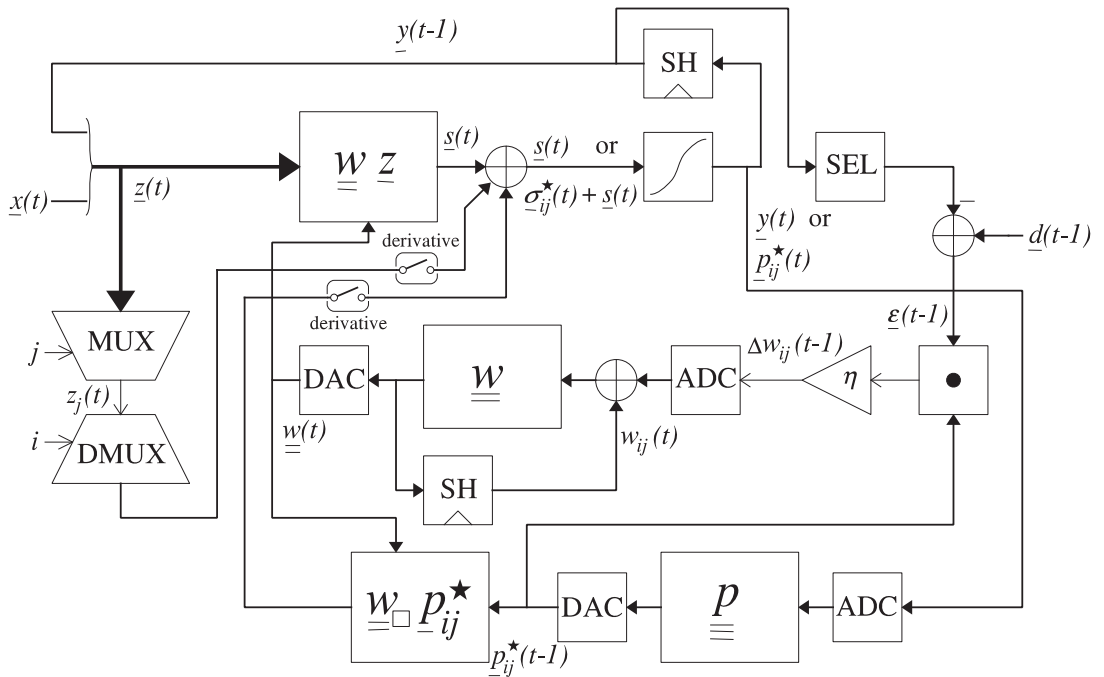 y(t-1)
SH
w z
s(t)
s(t) or
σ*ij(t) + s(t)
SEL
x(t)
z(t)
y(t) or
p*ij(t)
−
d(t-1)
derivative
derivative
ε(t-1)
MUX
j
zj(t)
i
DMUX
DAC
w
ADC
Δwij(t-1)
η
w(t)
wij(t)
SH
w□ p*ij
DAC
p
ADC
p*ij(t-1)